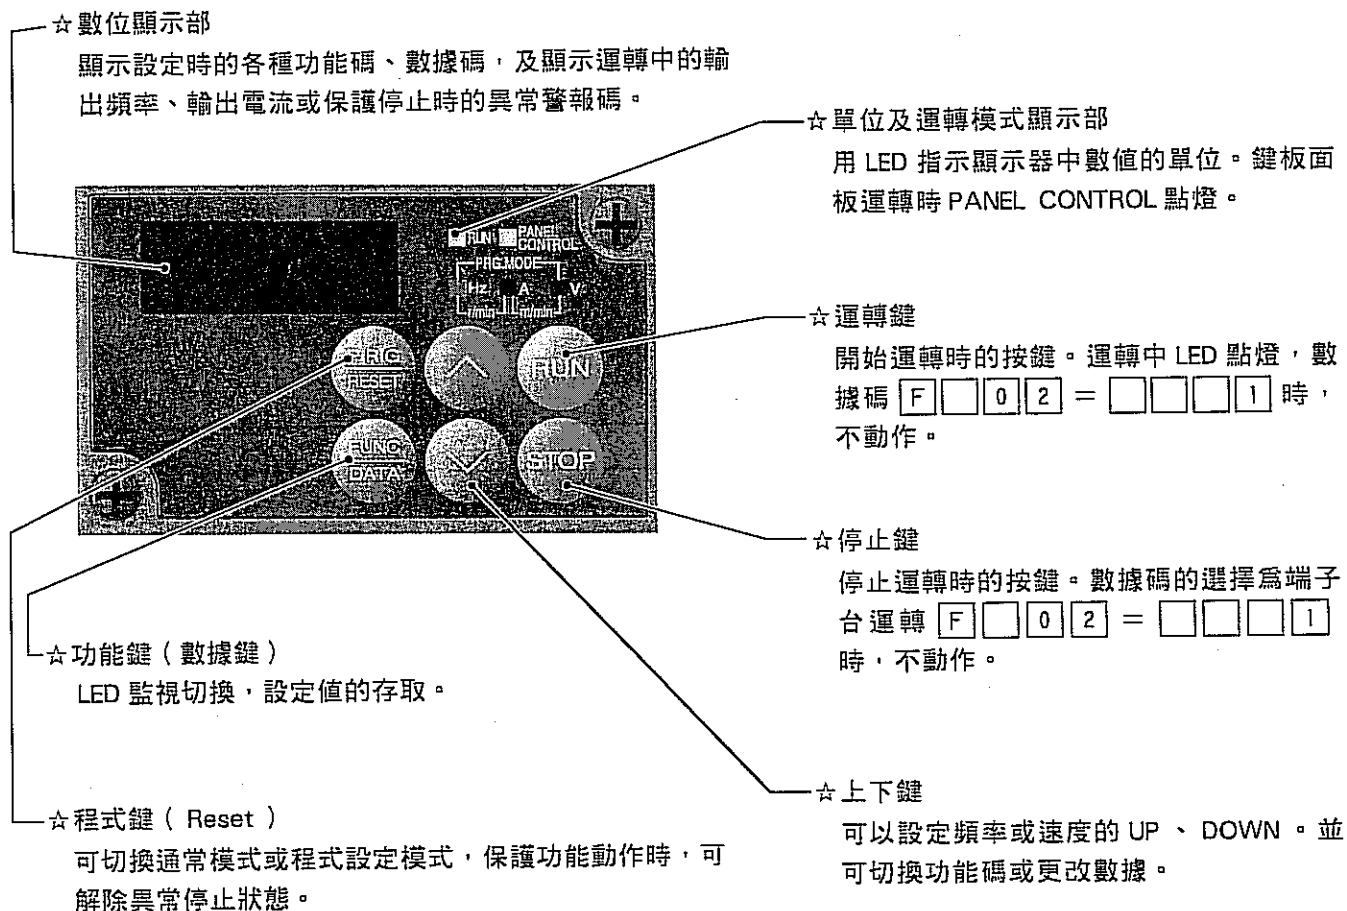 ☆數位顯示部
顯示設定時的各種功能碼、數據碼，及顯示運轉中的輸
出頻率、輸出電流或保護停止時的異常警報碼。
☆單位及運轉模式顯示部
用 LED 指示顯示器中數值的單位。鍵板面
板運轉時 PANEL CONTROL 點燈。
RUN PANEL
CONTROL
PRG.MODE
Hz A V
r/min m/min
PRG
RESET
RUN
FUNC
DATA
STOP
☆運轉鍵
開始運轉時的按鍵。運轉中 LED 點燈，數
據碼 F 0 2 = 1 時，
不動作。
☆停止鍵
停止運轉時的按鍵。數據碼的選擇爲端子
台運轉 F 0 2 = 1
時，不動作。
☆功能鍵（數據鍵）
LED 監視切換，設定值的存取。
☆上下鍵
可以設定頻率或速度的 UP 、 DOWN 。並
可切換功能碼或更改數據。
☆程式鍵（ Reset ）
可切換通常模式或程式設定模式，保護功能動作時，可
解除異常停止狀態。